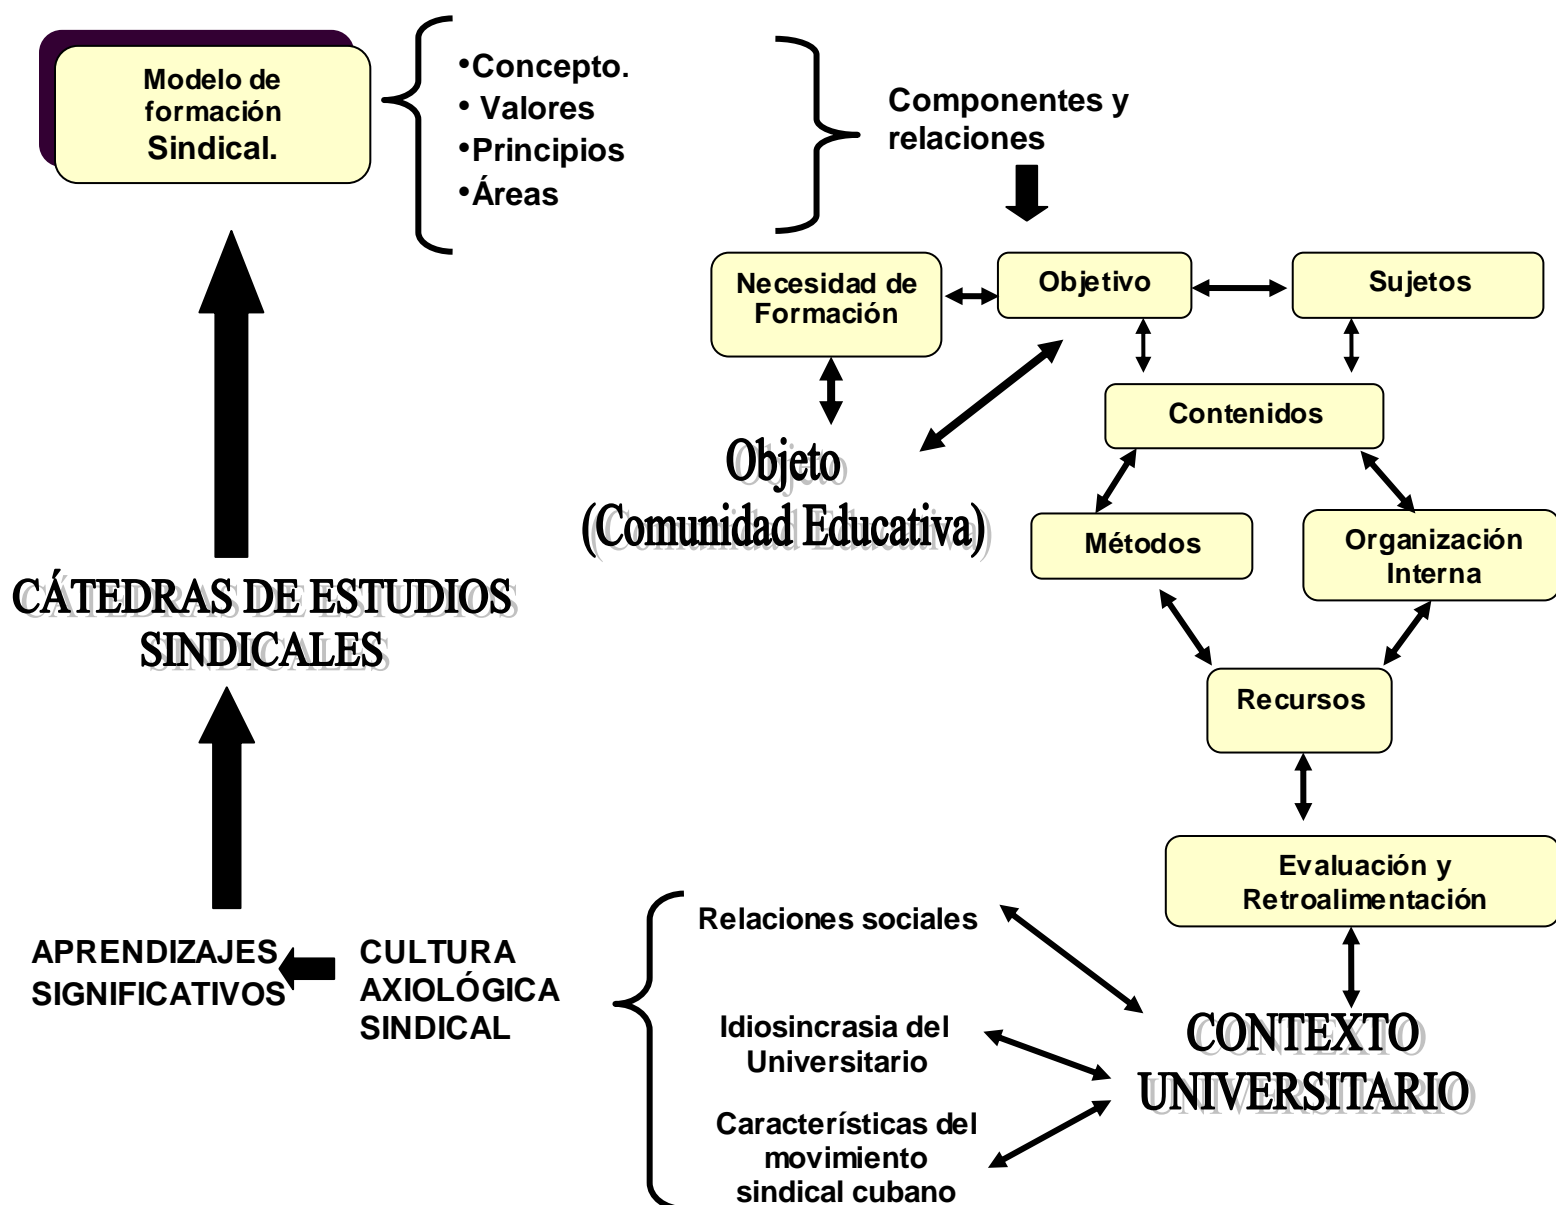 Modelo de
formación
Sindical.
•Concepto.
• Valores
•Principios
•Áreas
Componentes y
relaciones
Necesidad de
Formación
Objetivo
Sujetos
Contenidos
Objeto
(Comunidad Educativa)
Métodos
Organización
Interna
CÁTEDRAS DE ESTUDIOS
SINDICALES
Recursos
Evaluación y
Retroalimentación
Relaciones sociales
APRENDIZAJES
SIGNIFICATIVOS
CULTURA
AXIOLÓGICA
SINDICAL
Idiosincrasia del
Universitario
CONTEXTO
UNIVERSITARIO
Característísticas del
movimiento
sindical cubano